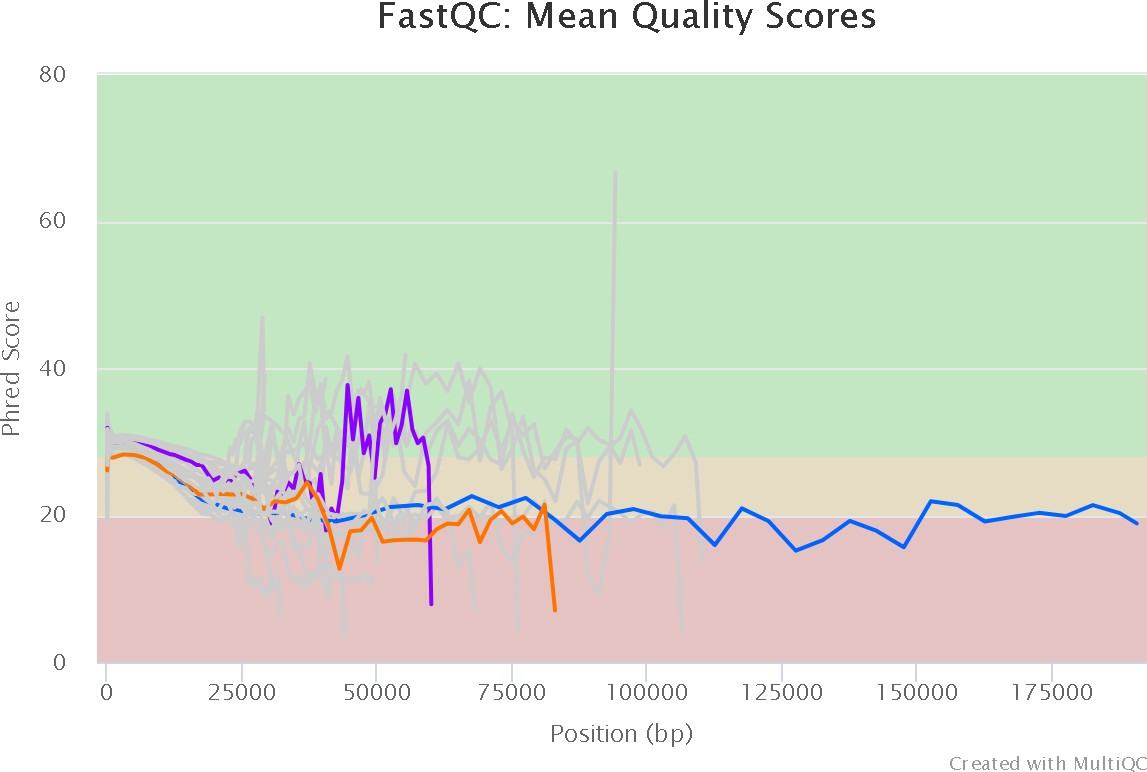 FastQC: Mean Quality Scores
Phred Score
80
60
40
20
0
0 25000 50000 75000 100000 125000 150000 175000
Position (bp)
Created with MultiQC